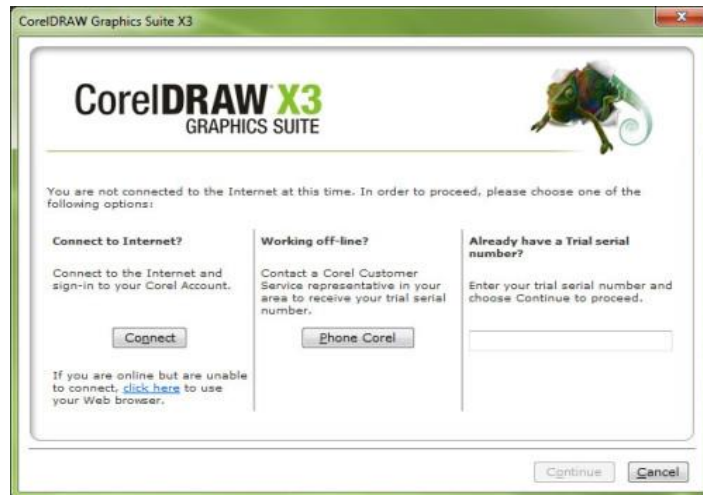 CorelDRAW Graphics Suite X3
CorelDRAW X3
GRAPHICS SUITE
You are not connected to the Internet at this time. In order to proceed, please choose one of the
following options:
Connect to Internet?
Connect to the Internet and
sign-in to your Corel Account.
Connect
If you are online but are unable
to connect, click here to use
your Web browser.
Working off-line?
Contact a Corel Customer
Service representative in your
area to receive your trial serial
number.
Phone Corel
Already have a Trial serial
number?
Enter your trial serial number and
choose Continue to proceed.
Continue
Cancel